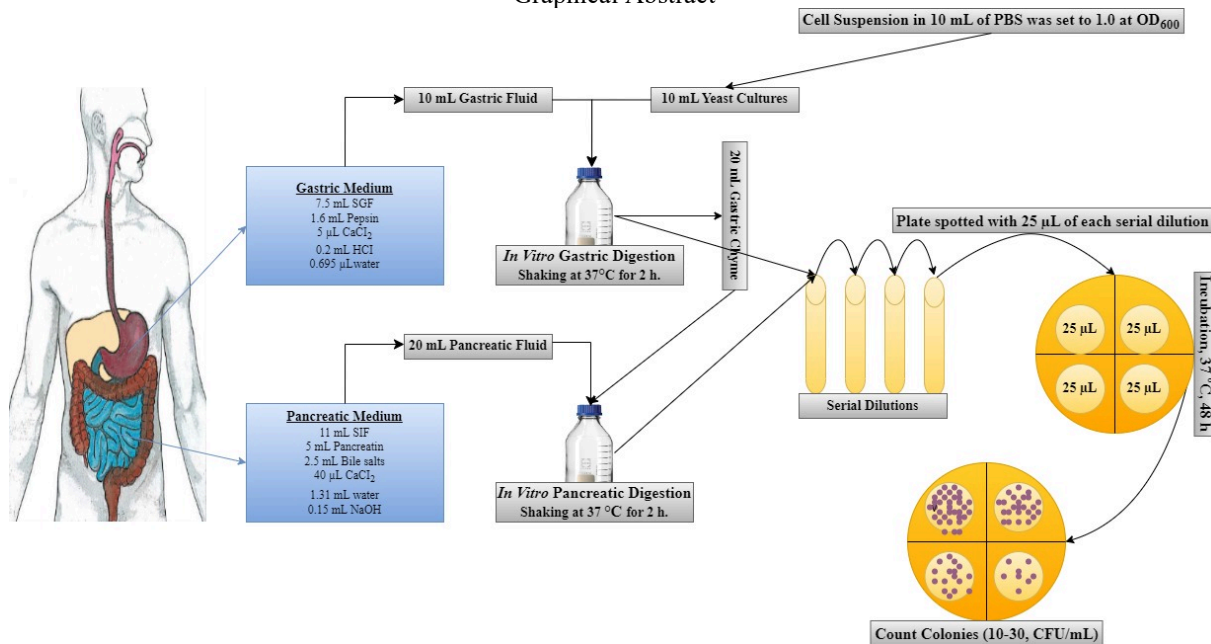 Graphical Abstract
Cell Suspension in 10 mL of PBS was set to 1.0 at OD₆₀₀
10 mL Gastric Fluid
10 mL Yeast Cultures
Gastric Medium
7.5 mL SGF
1.6 mL Pepsin
5 µL CaCl₂
0.2 mL HCl
0.695 µLwater
In Vitro Gastric Digestion
Shaking at 37°C for 2 h.
20 mL Gastric Chyme
Plate spotted with 25 µL of each serial dilution
25 µL
25 µL
25 µL
25 µL
Incubation, 37 °C, 48 h
Serial Dilutions
20 mL Pancreatic Fluid
Pancreatic Medium
11 mL SIF
5 mL Pancreatin
2.5 mL Bile salts
40 µL CaCl₂
1.31 mL water
0.15 mL NaOH
In Vitro Pancreatic Digestion
Shaking at 37 °C for 2 h.
Count Colonies (10-30, CFU/mL)